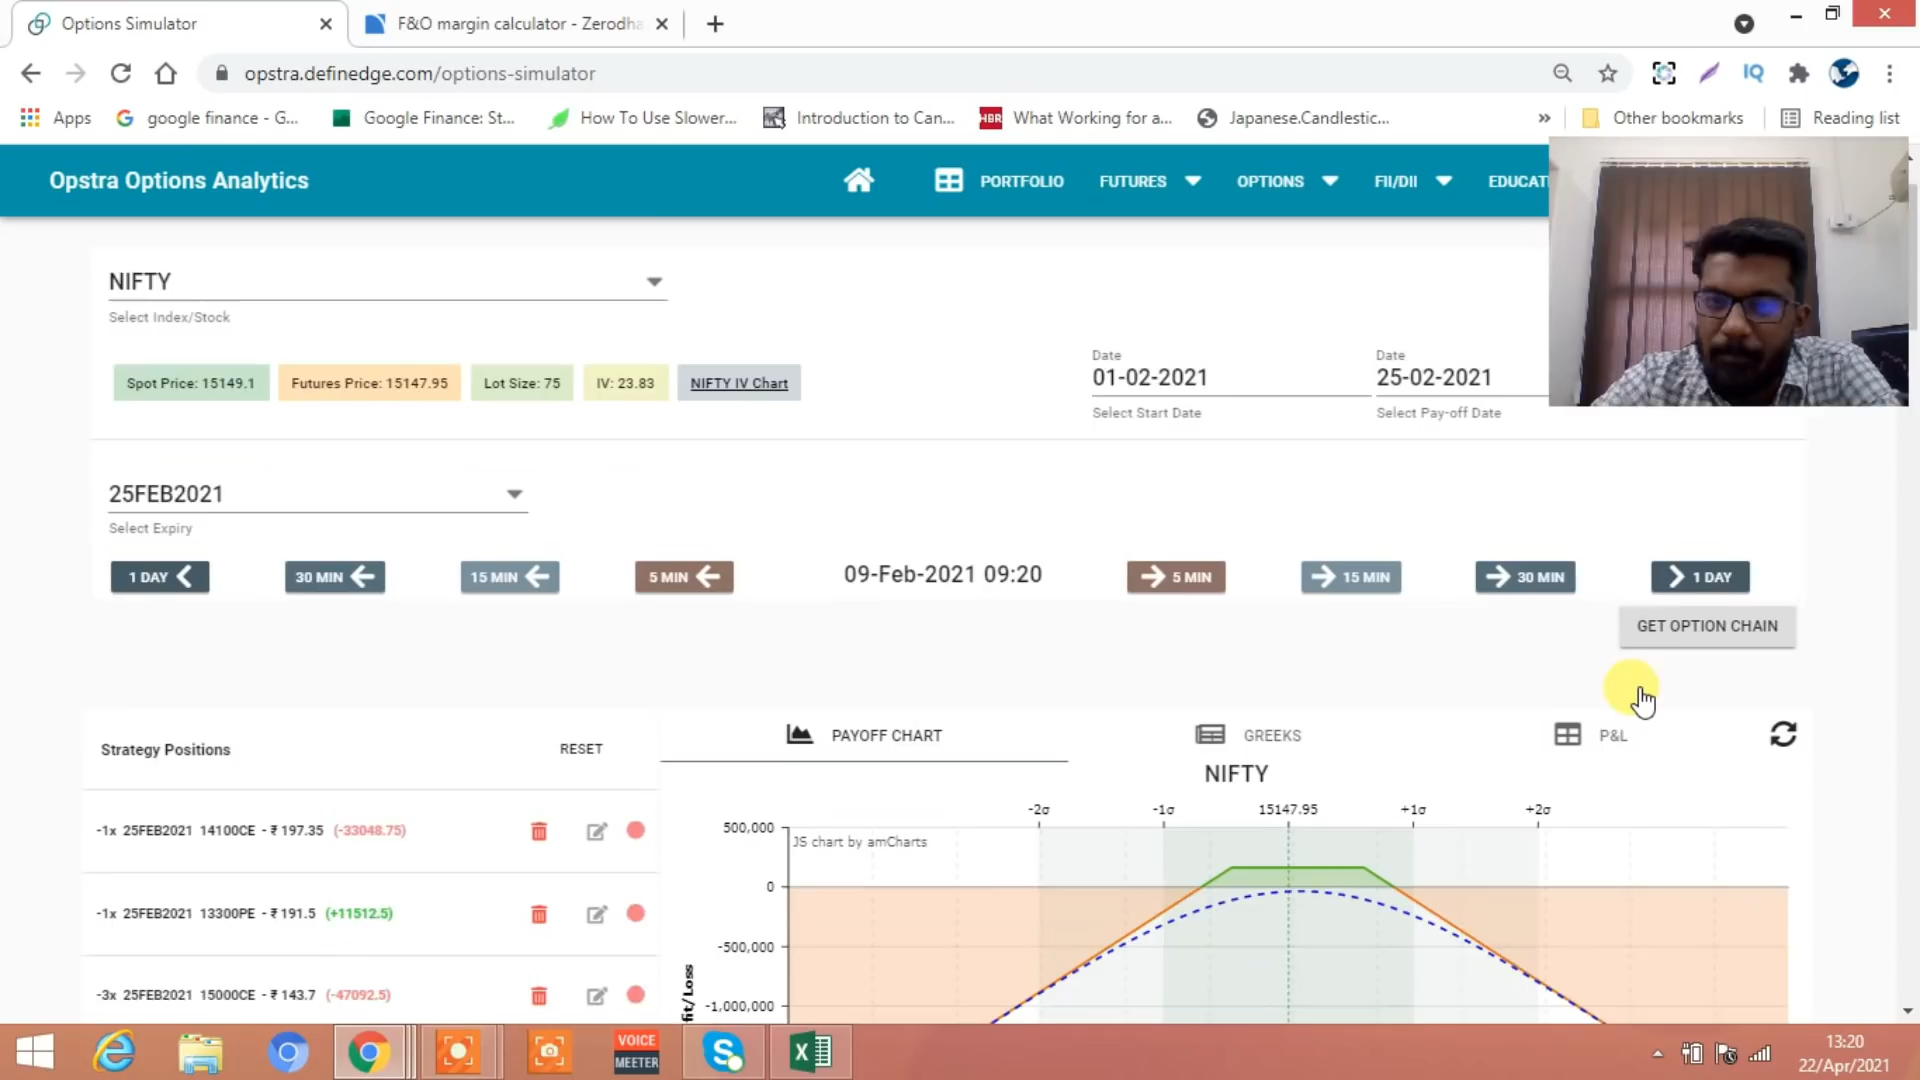 Options Simulator
F&O margin calculator - Zerodha
opstra.definedge.com/options-simulator
Apps
google finance - G...
Google Finance: St...
How To Use Slower...
Introduction to Can...
HBR
What Working for a...
Japanese.Candlestic...
»
Other bookmarks
Reading list
IQ
Opstra Options Analytics
PORTFOLIO
FUTURES
OPTIONS
FII/DII
EDUCATI
NIFTY
Select Index/Stock
Spot Price: 15149.1
Futures Price: 15147.95
Lot Size: 75
IV: 23.83
NIFTY IV Chart
Date
01-02-2021
Select Start Date
Date
25-02-2021
Select Pay-off Date
25FEB2021
Select Expiry
1 DAY
30 MIN
15 MIN
5 MIN
09-Feb-2021 09:20
5 MIN
15 MIN
30 MIN
1 DAY
GET OPTION CHAIN
Strategy Positions
RESET
PAYOFF CHART
GREEKS
P&L
-1x 25FEB2021 14100CE - ₹ 197.35 (-33048.75)
-1x 25FEB2021 13300PE - ₹ 191.5 (+11512.5)
-3x 25FEB2021 15000CE - ₹ 143.7 (-47092.5)
NIFTY
-2σ
-1σ
15147.95
+1σ
+2σ
500,000
JS chart by amCharts
0
-500,000
-1,000,000
fit/Loss
VOICE
MEETER
13:20
22/Apr/2021